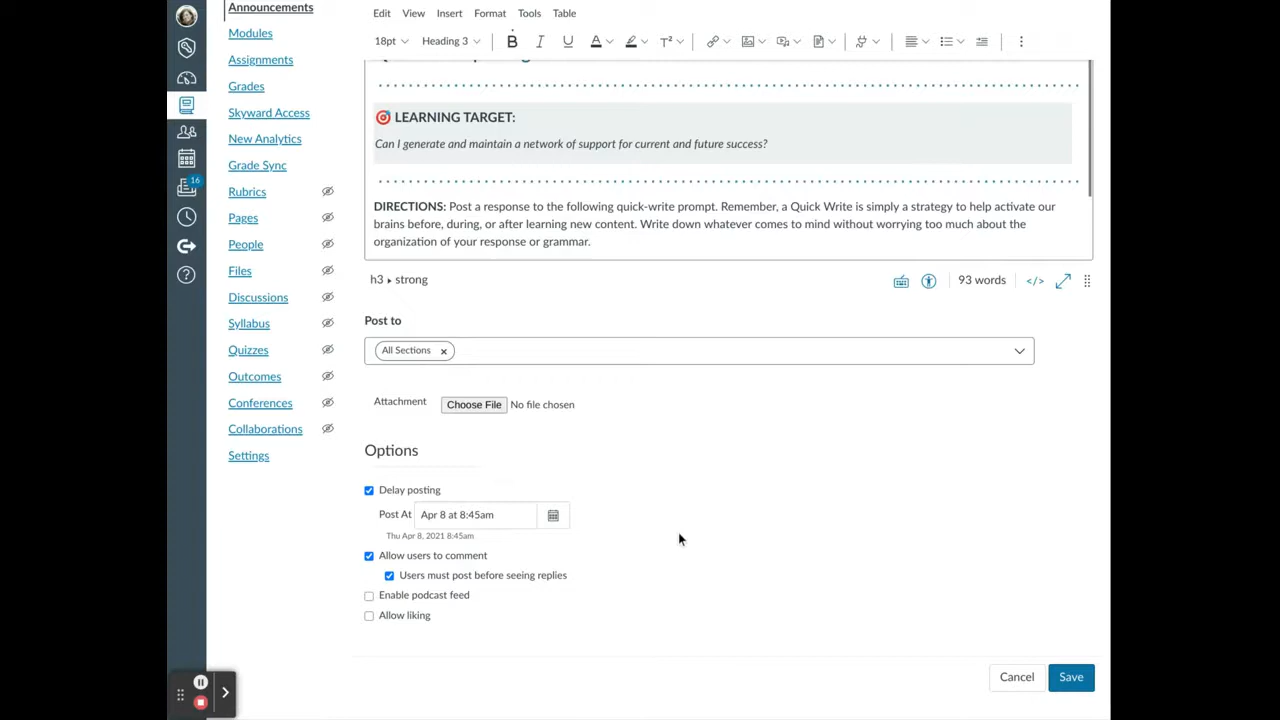 Announcements
Modules
Assignments
Grades
Skyward Access
New Analytics
Grade Sync
Rubrics
Pages
People
Files
Discussions
Syllabus
Quizzes
Outcomes
Conferences
Collaborations
Settings
16
Edit View Insert Format Tools Table
18pt Heading 3 B I U A T²
LEARNING TARGET:
Can I generate and maintain a network of support for current and future success?
DIRECTIONS: Post a response to the following quick-write prompt. Remember, a Quick Write is simply a strategy to help activate our
brains before, during, or after learning new content. Write down whatever comes to mind without worrying too much about the
organization of your response or grammar.
h3 ▸ strong
93 words </>
Post to
All Sections x
Attachment Choose File No file chosen
Options
Delay posting
Post At Apr 8 at 8:45am
Thu Apr 8, 2021 8:45am
Allow users to comment
Users must post before seeing replies
Enable podcast feed
Allow liking
Cancel Save